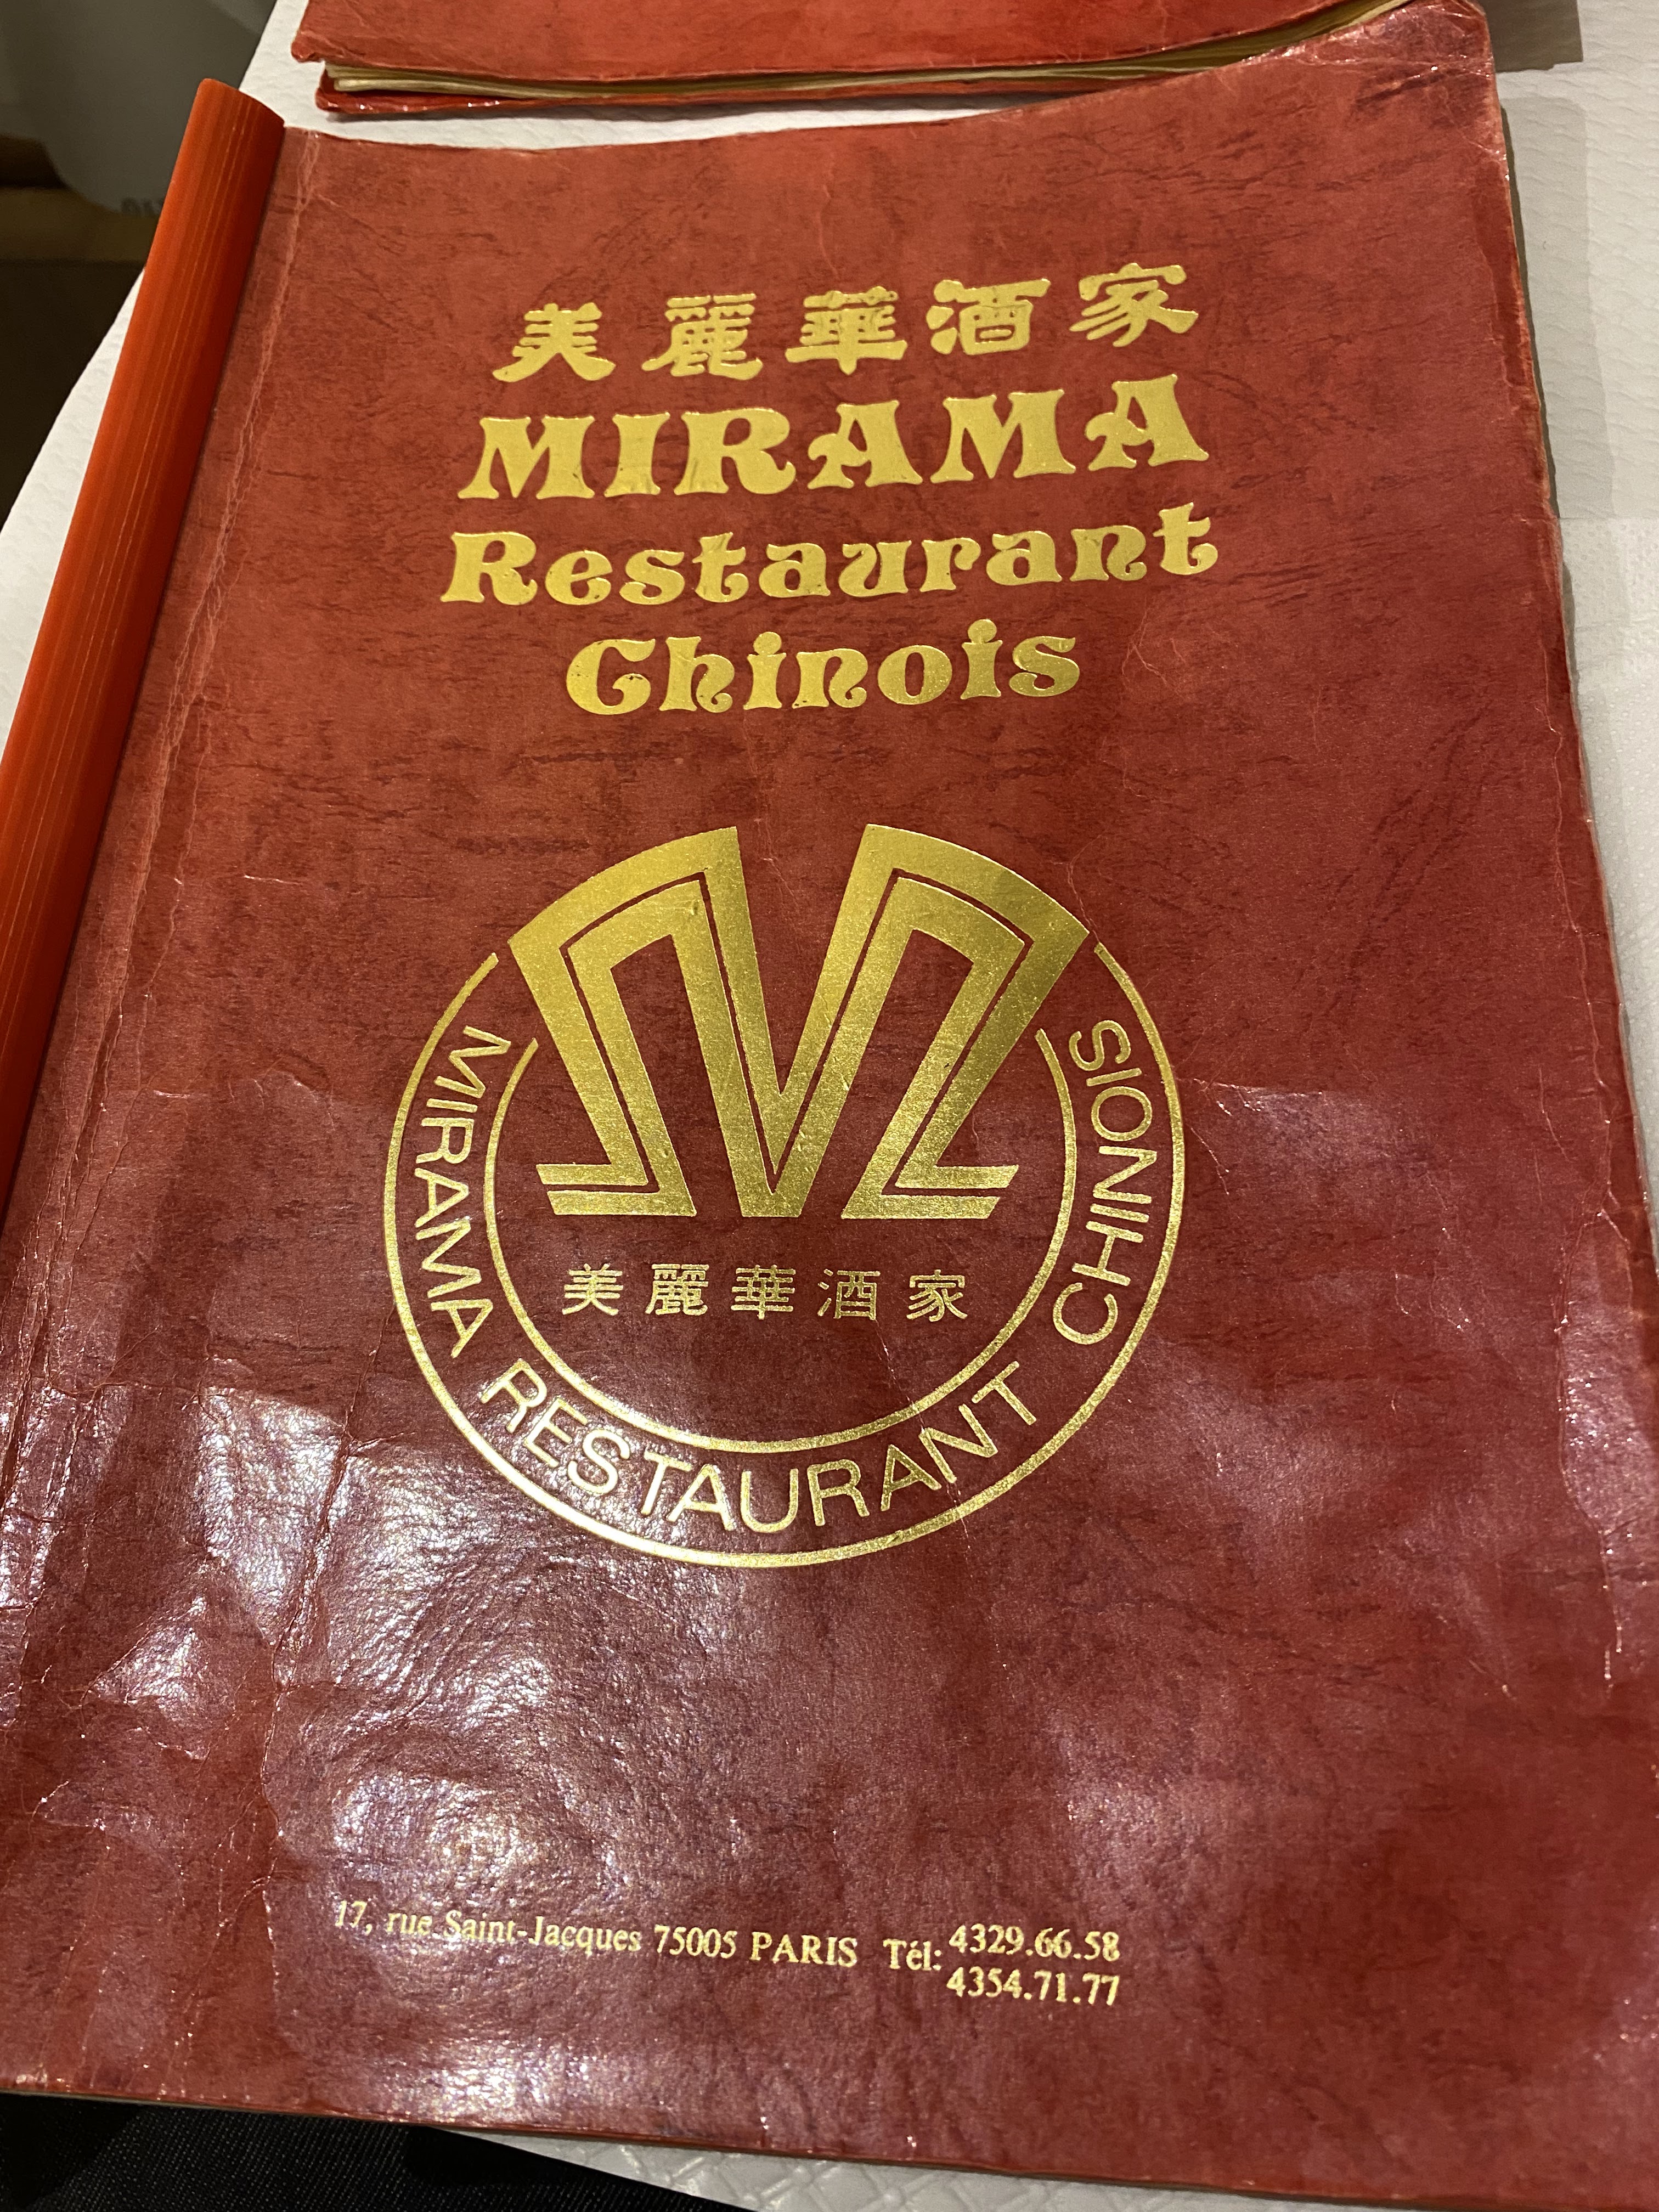 美麗華酒家
MIRAMA
Restaurant
Chinois
美麗華酒家
MIRAMA RESTAURANT CHINOIS
17, rue Saint-Jacques 75005 PARIS Tél: 4329.66.58
4354.71.77